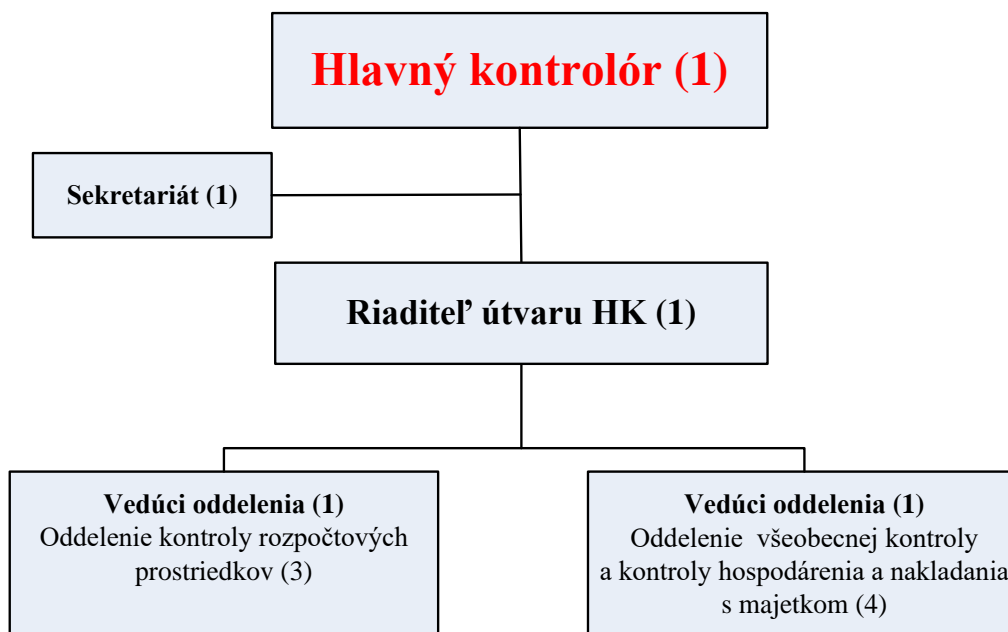 Hlavný kontrolór (1)
Sekretariát (1)
Riaditeľ útvaru HK (1)
Vedúci oddelenia (1)
Oddelenie kontroly rozpočtových
prostriedkov (3)
Vedúci oddelenia (1)
Oddelenie všeobecnej kontroly
a kontroly hospodárenia a nakladania
s majetkom (4)